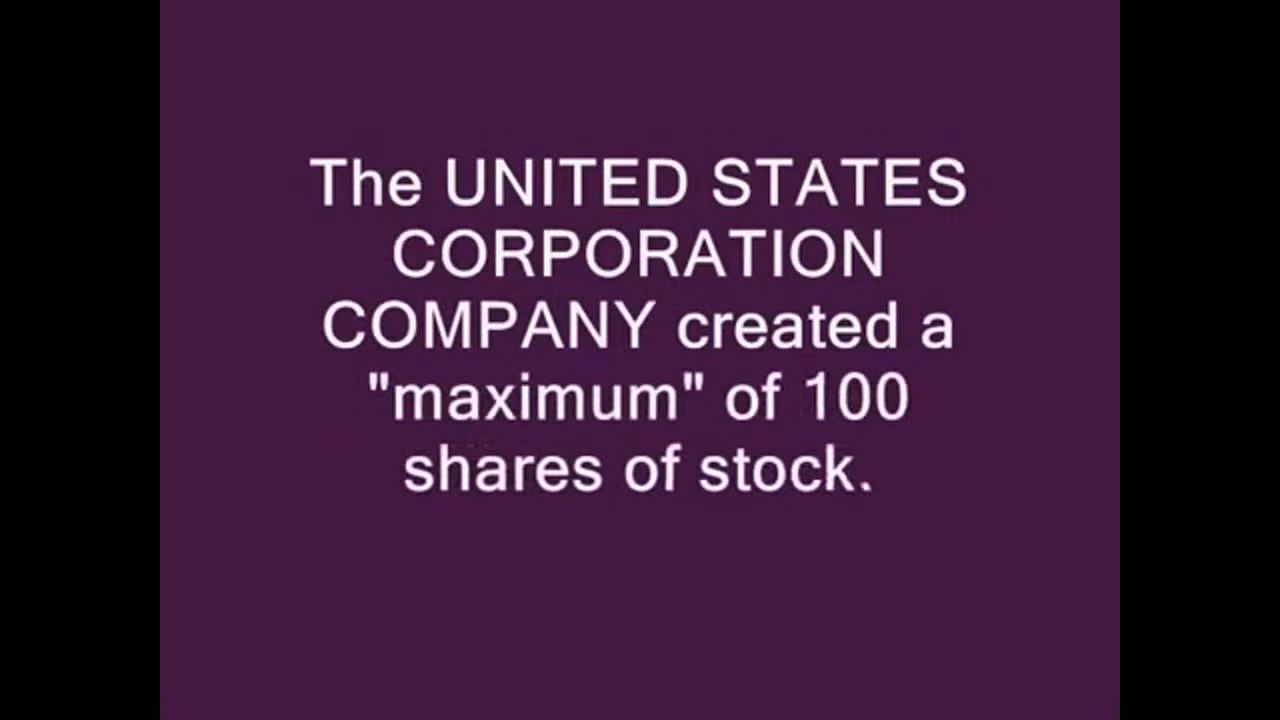 The UNITED STATES
CORPORATION
COMPANY created a
"maximum" of 100
shares of stock.